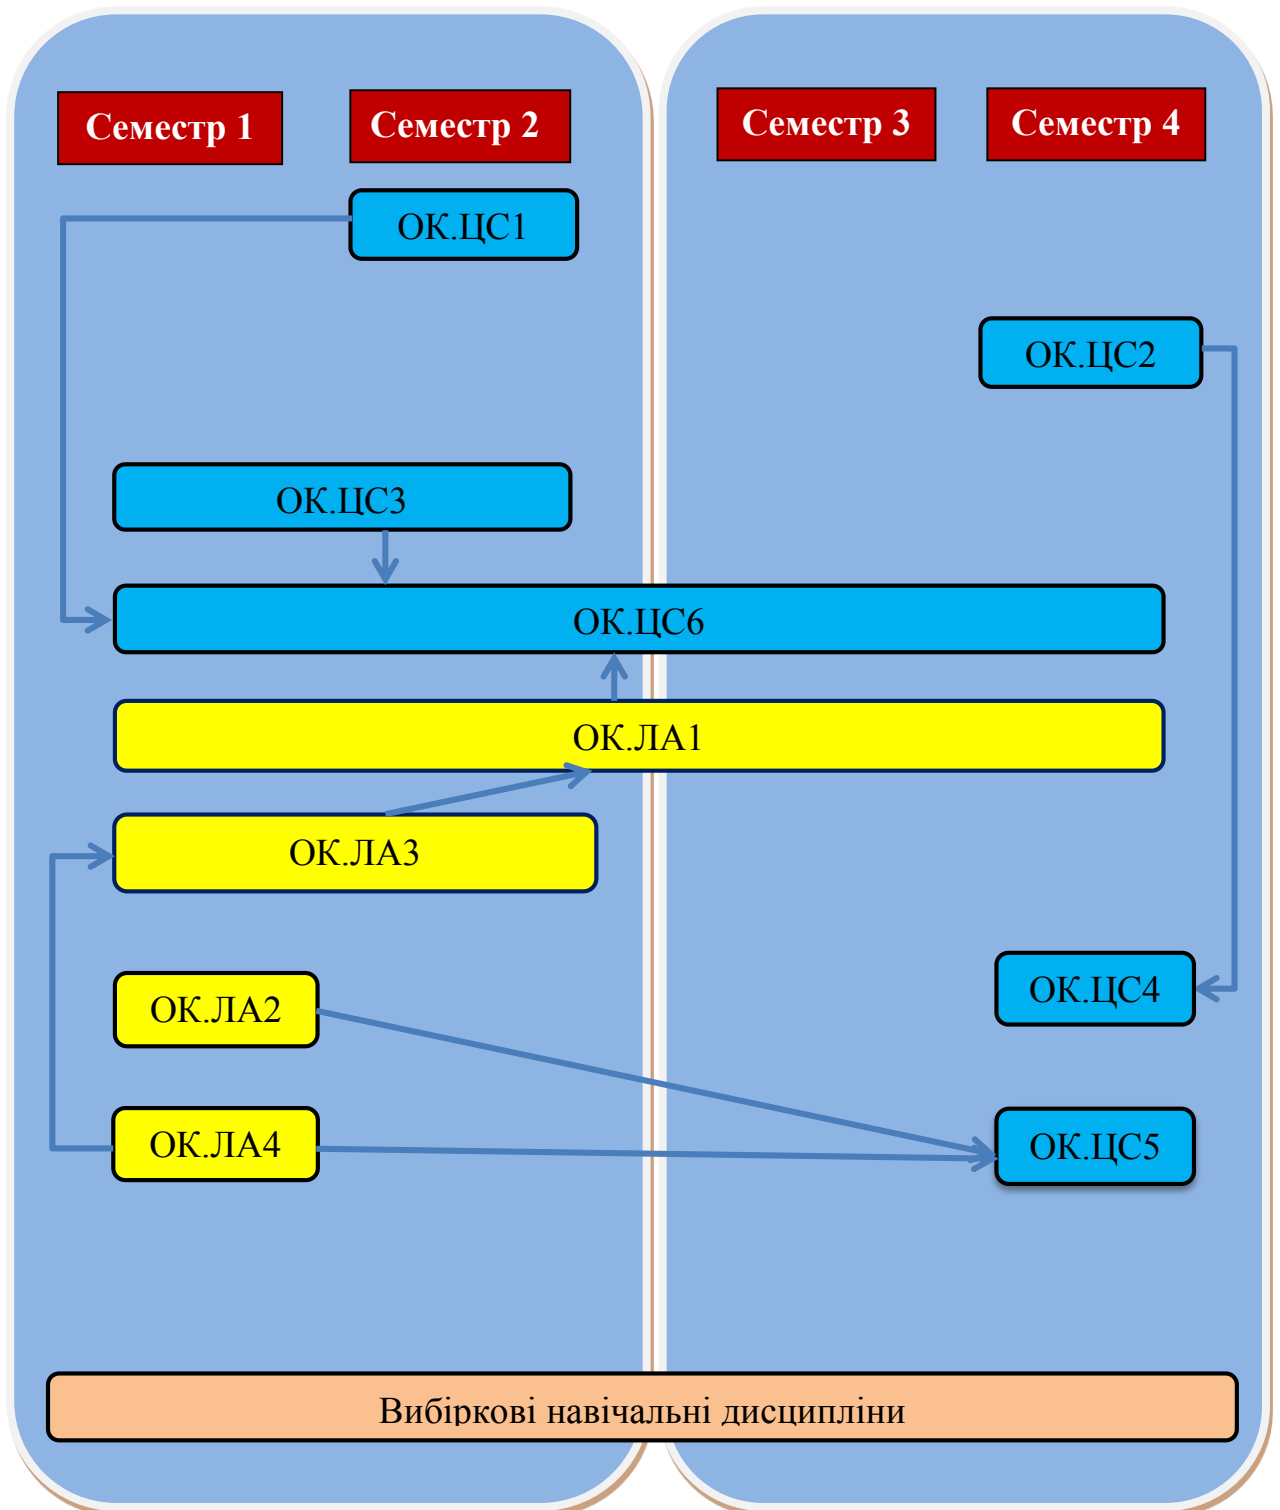 Семестр 1
Семестр 2
Семестр 3
Семестр 4
ОК.ЦС1
ОК.ЦС2
ОК.ЦС3
ОК.ЦС6
ОК.ЛА1
ОК.ЛА3
ОК.ЛА2
ОК.ЦС4
ОК.ЛА4
ОК.ЦС5
Вибіркові навічальні дисципліни